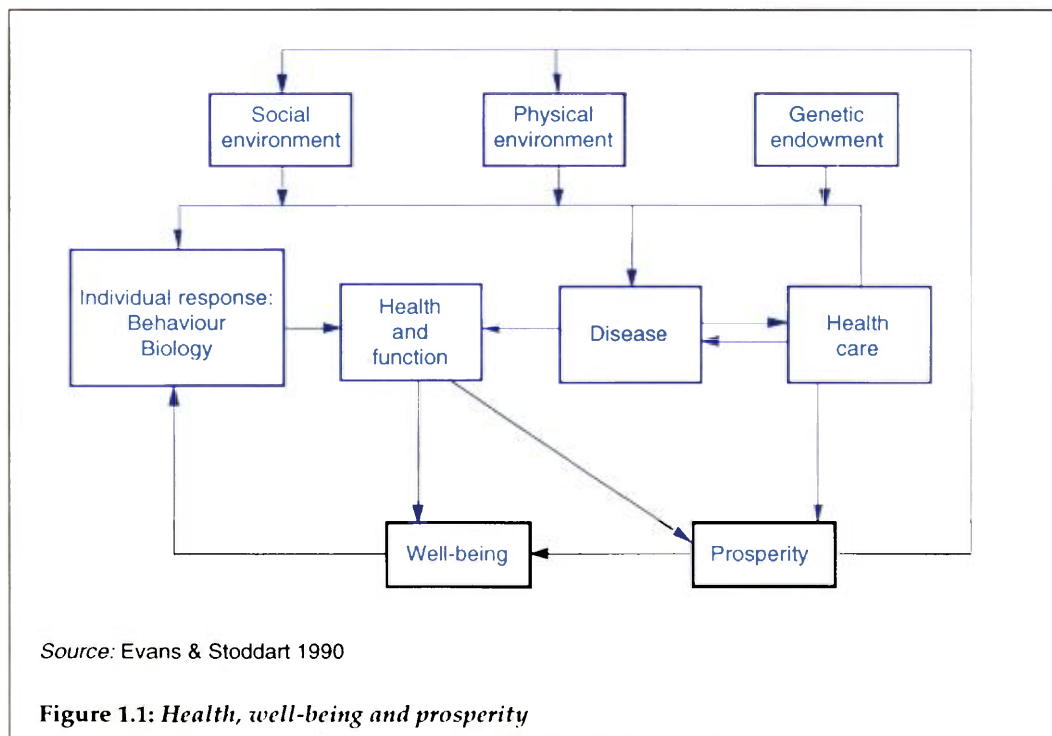 Social
environment
Physical
environment
Genetic
endowment
Individual response:
Behaviour
Biology
Health
and
function
Disease
Health
care
Well-being
Prosperity
Source: Evans & Stoddart 1990
Figure 1.1: Health, well-being and prosperity